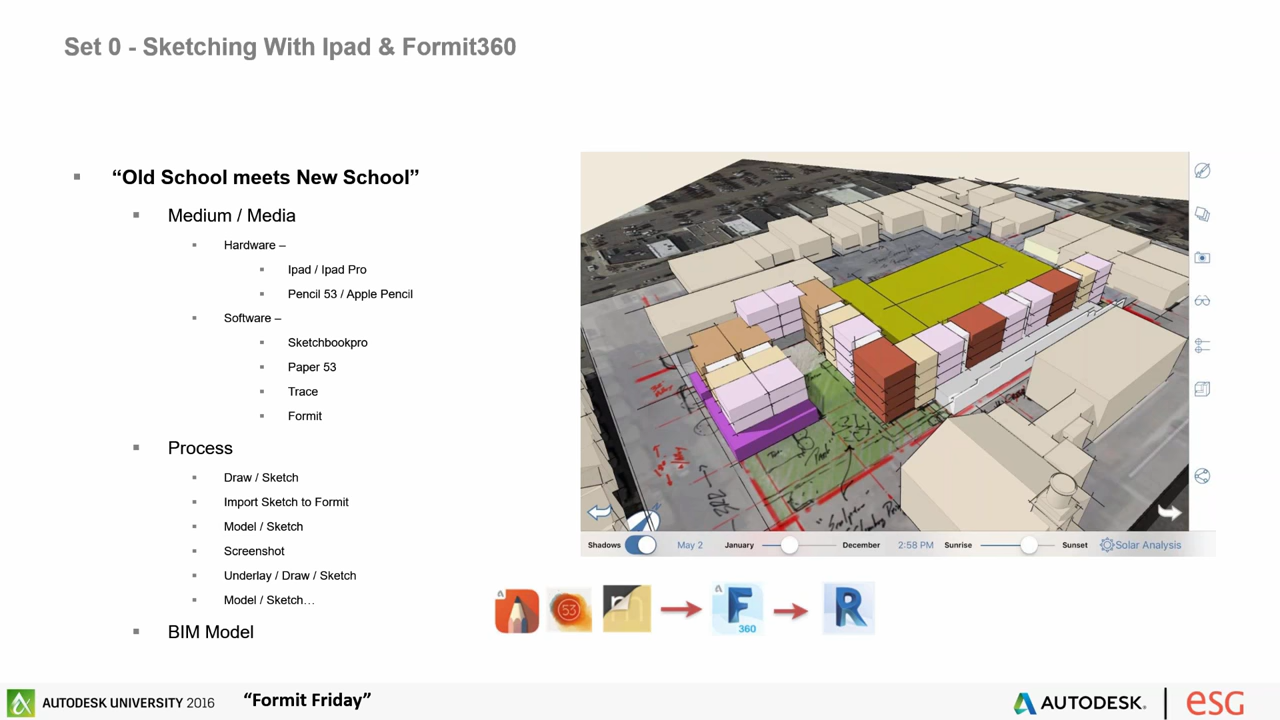 Set 0 - Sketching With Ipad & Formit360
“Old School meets New School”
Medium / Media
Hardware –
Ipad / Ipad Pro
Pencil 53 / Apple Pencil
Software –
Sketchbookpro
Paper 53
Trace
Formit
Process
Draw / Sketch
Import Sketch to Formit
Model / Sketch
Screenshot
Underlay / Draw / Sketch
Model / Sketch…
BIM Model
Shadows May 2 January December 2:58 PM Sunrise Sunset Solar Analysis
53
F
360
R
AUTODESK UNIVERSITY 2016
“Formit Friday”
AUTODESK.
esg